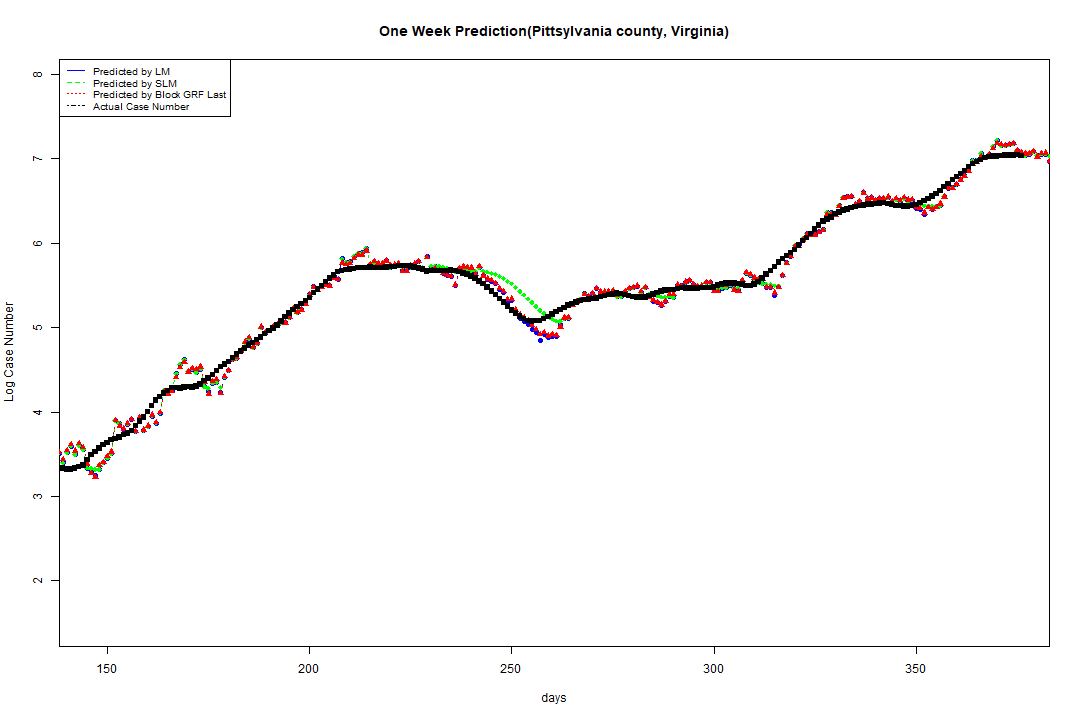 One Week Prediction(Pittsylvania county, Virginia)
Predicted by LM
Predicted by SLM
Predicted by Block GRF Last
Actual Case Number
8
7
6
5
4
3
2
Log Case Number
150 200 250 300 350
days